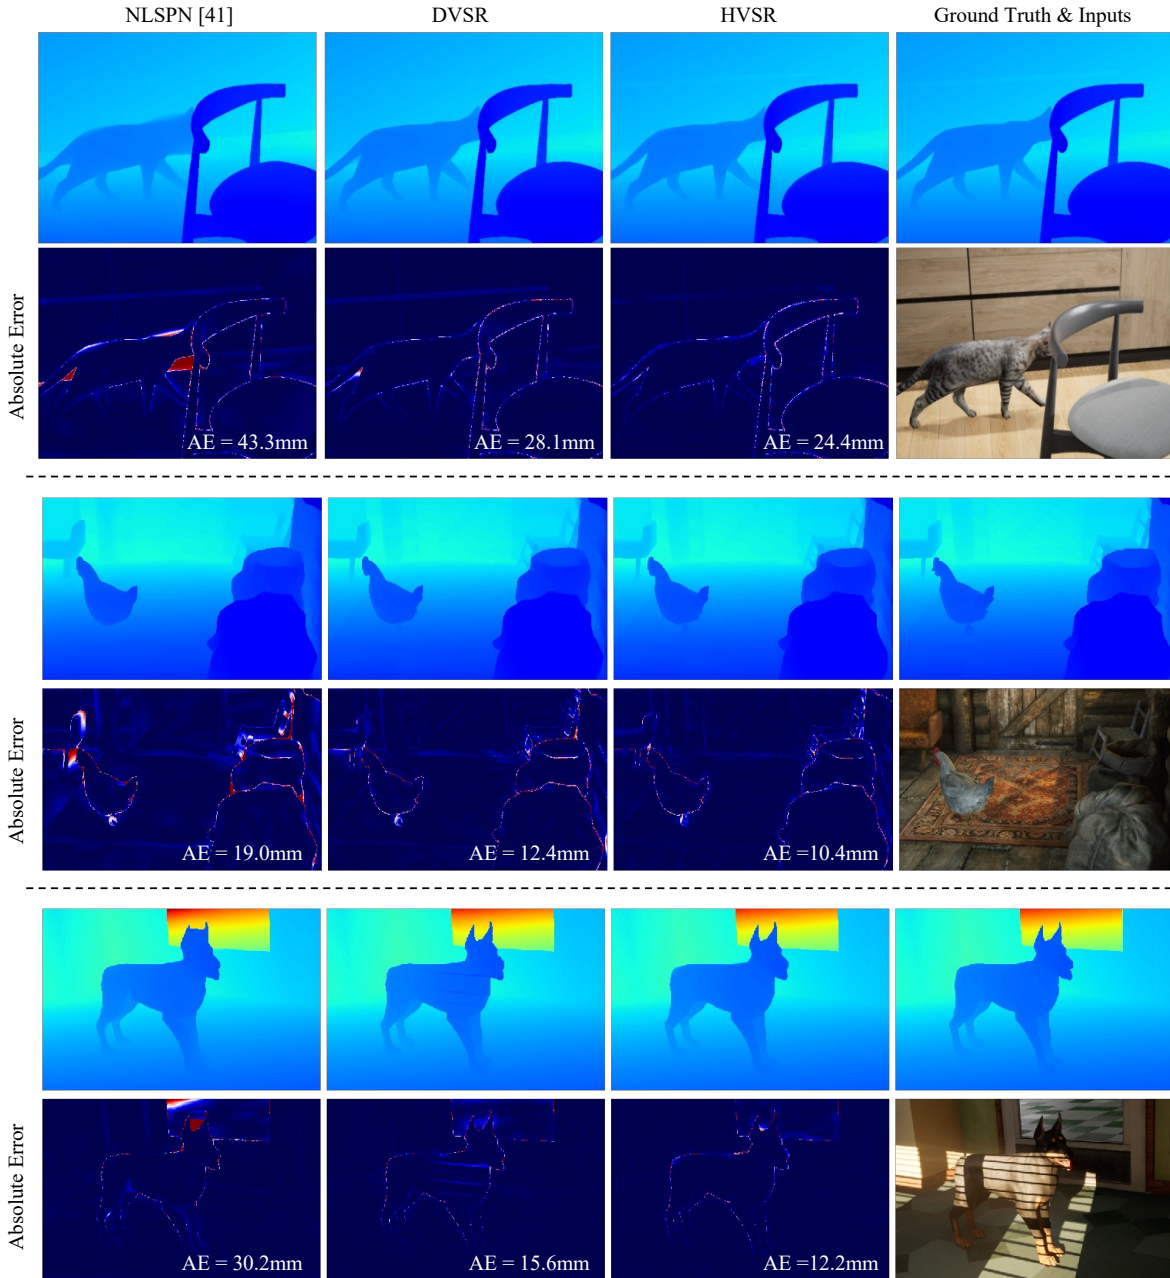 NLSPN [41] DVSR HVSR Ground Truth & Inputs
Absolute Error
AE = 43.3mm AE = 28.1mm AE = 24.4mm
Absolute Error
AE = 19.0mm AE = 12.4mm AE =10.4mm
Absolute Error
AE = 30.2mm AE = 15.6mm AE = 12.2mm